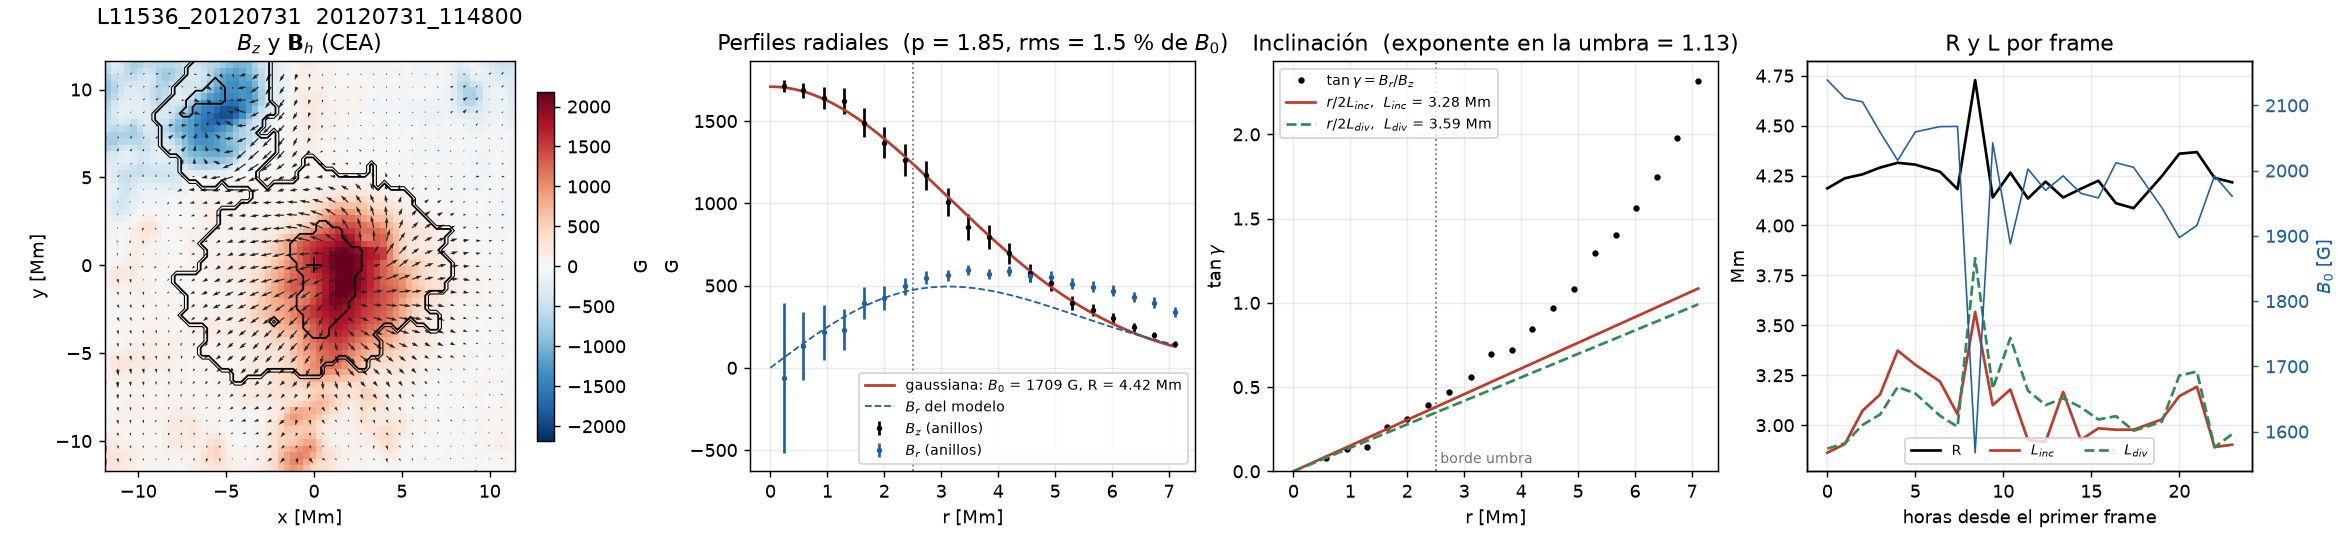 L11536_20120731  20120731_114800
B_z y B_h (CEA)
10
5
0
−5
−10
y [Mm]
−10
−5
0
5
10
x [Mm]
2000
1500
1000
500
0
−500
−1000
−1500
−2000
G
Perfiles radiales  (p = 1.85, rms = 1.5 % de B_0)
1500
1000
500
0
−500
G
gaussiana: B_0 = 1709 G, R = 4.42 Mm
B_r del modelo
B_z (anillos)
B_r (anillos)
0
1
2
3
4
5
6
7
r [Mm]
Inclinación  (exponente en la umbra = 1.13)
tan γ = B_r/B_z
r/2L_inc,  L_inc = 3.28 Mm
r/2L_div,  L_div = 3.59 Mm
2.0
1.5
1.0
0.5
0.0
tan γ
borde umbra
0
1
2
3
4
5
6
7
r [Mm]
R y L por frame
4.75
4.50
4.25
4.00
3.75
3.50
3.25
3.00
Mm
2100
2000
1900
1800
1700
1600
B_0 [G]
R
L_inc
L_div
0
5
10
15
20
horas desde el primer frame